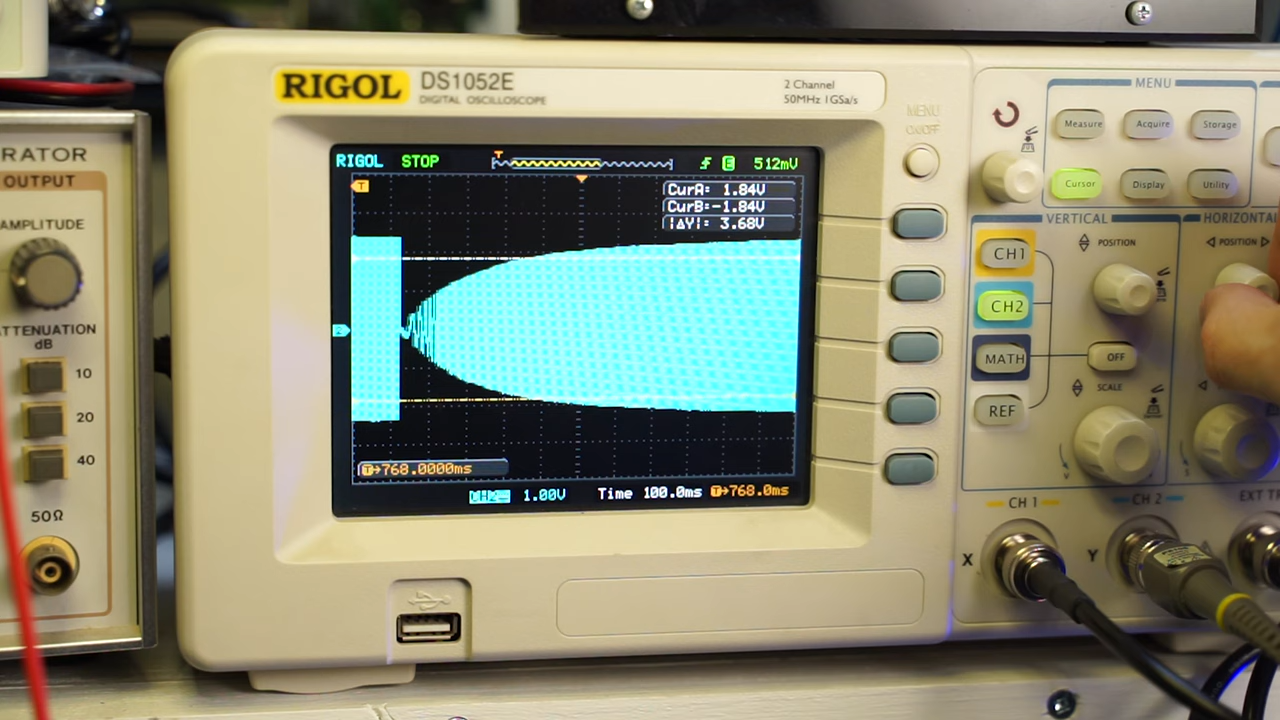 RIGOL DS1052E
DIGITAL OSCILLOSCOPE
2 Channel
50MHz 1GSa/s
MENU
ON/OFF
RIGOL STOP
T
E 512mV
T
CurA: 1.84V
CurB:-1.84V
|ΔY|: 3.68V
2
T→768.0000ms
1.00V Time 100.0ms T→768.0ms
RATOR
OUTPUT
AMPLITUDE
ATTENUATION
dB
10
20
40
50Ω
MENU
Measure Acquire Storage
Cursor Display Utility
VERTICAL
HORIZONTAL
POSITION
POSITION
CH1
CH2
MATH
OFF
REF
SCALE
CH 1
CH 2
EXT T
X
Y